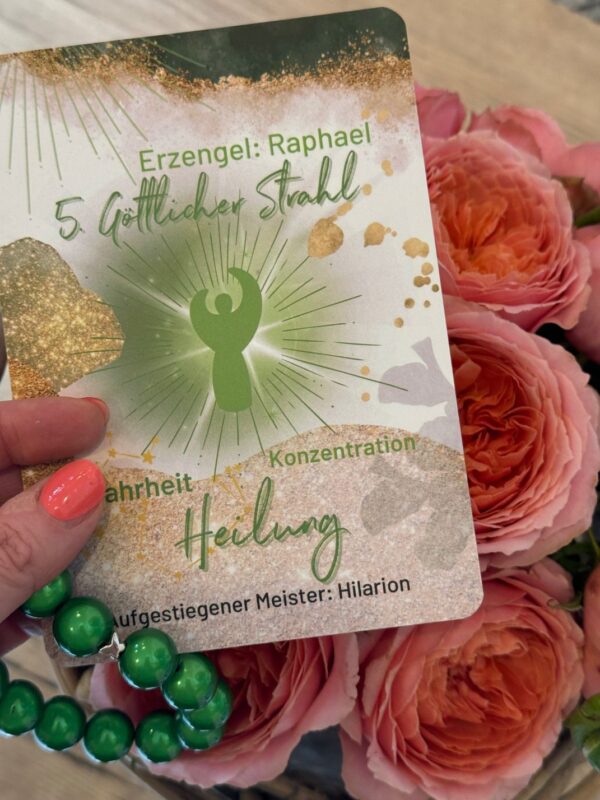 Erzengel: Raphael
5. Göttlicher Strahl
Konzentration
ahrheit
Heilung
Aufgestiegener Meister: Hilarion